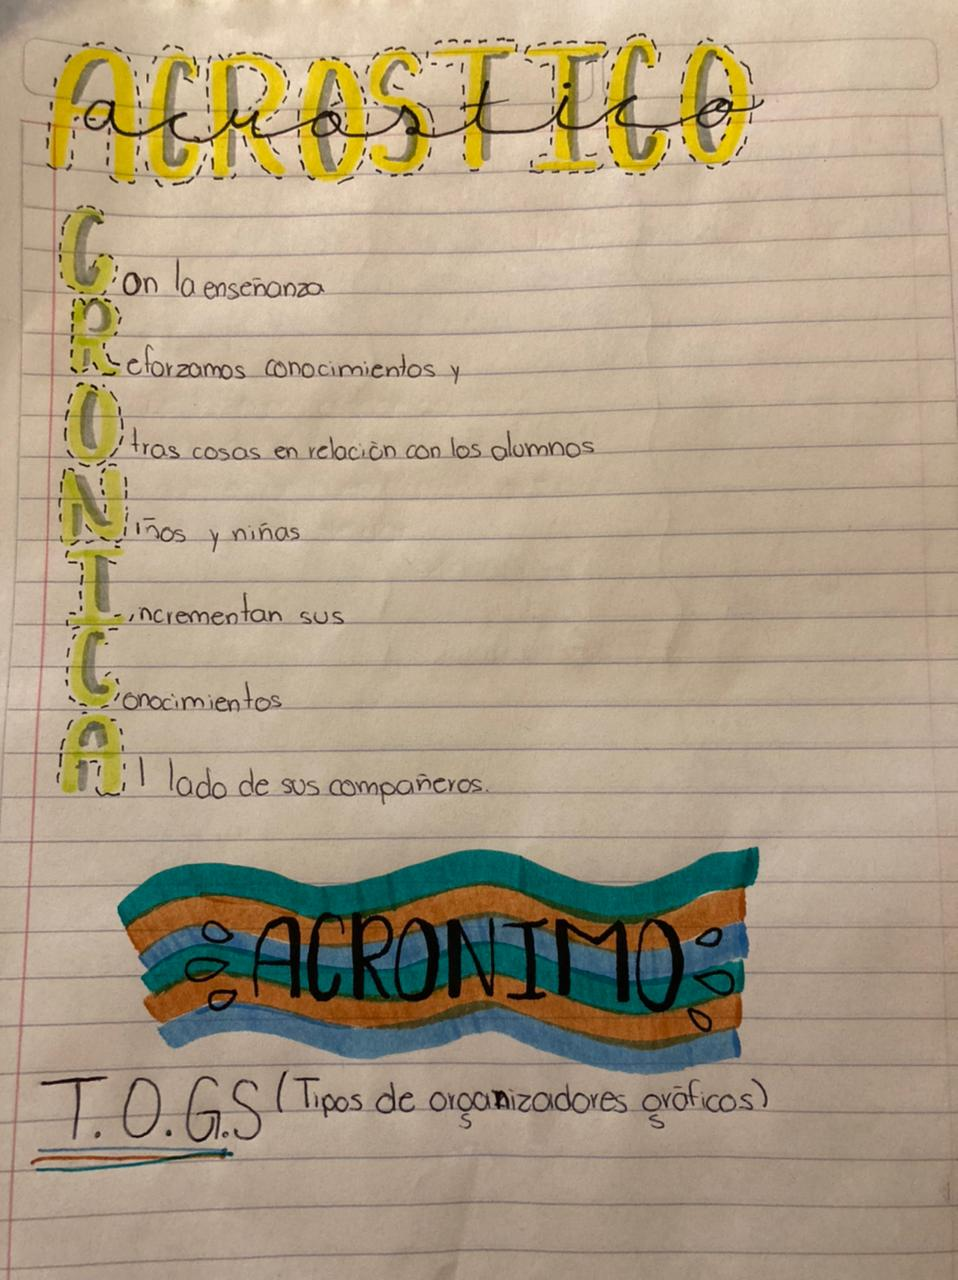 ACROSTICO
acrostico
Con la enseñanza
Reforzamos conocimientos y
Otras cosas en relación con los alumnos
Niños y niñas
Incrementan sus
Conocimientos
Al lado de sus compañeros.
ACRONIMO
T.O.G.S (Tipos de organizadores gráficos)